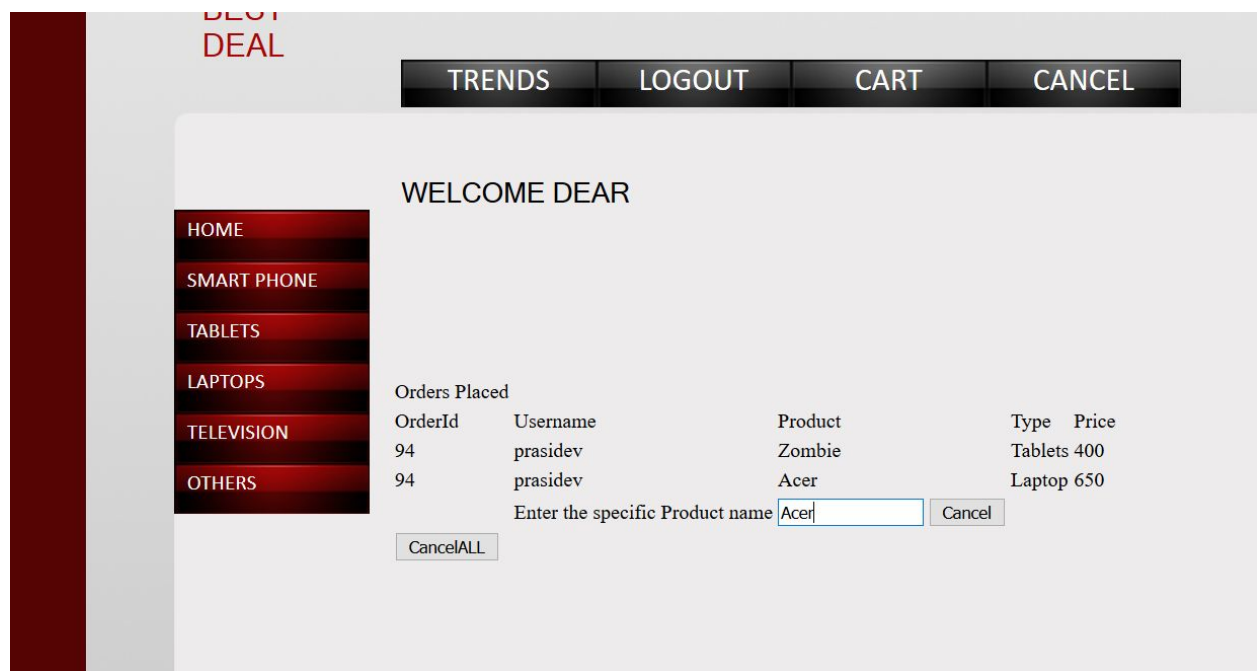 BEST
DEAL
TRENDS LOGOUT CART CANCEL
WELCOME DEAR
HOME
SMART PHONE
TABLETS
LAPTOPS
TELEVISION
OTHERS
Orders Placed
OrderId Username Product Type Price
94 prasidev Zombie Tablets 400
94 prasidev Acer Laptop 650
Enter the specific Product name Acer Cancel
CancelALL